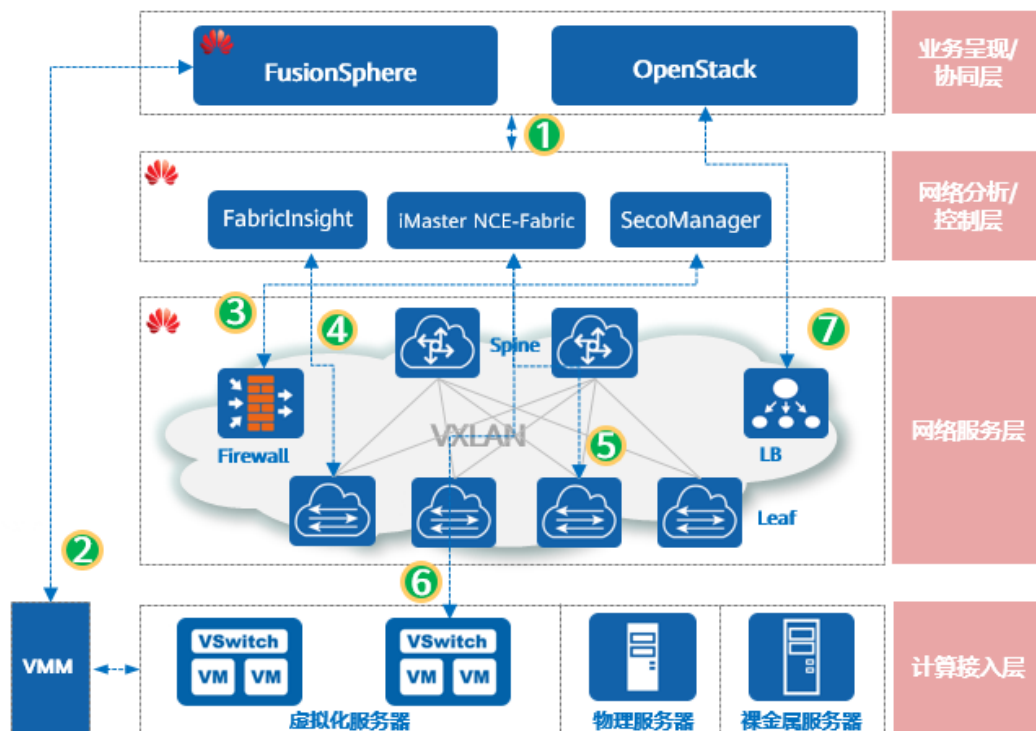 FusionSphere
OpenStack
业务呈现/
协同层
1
FabricInsight
iMaster NCE-Fabric
SecoManager
网络分析/
控制层
3
4
7
Spine
VXLAN
Firewall
5
LB
网络服务层
Leaf
2
6
VMM
VSwitch
VM
VM
VSwitch
VM
VM
虚拟化服务器
物理服务器
裸金属服务器
计算接入层